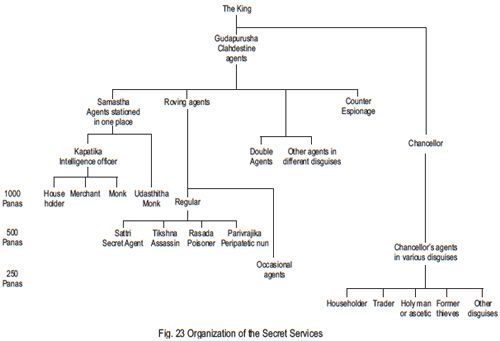 The King
Gudapurusha
Clahdestine
agents
Samastha
Agents stationed
in one place
Roving agents
Counter
Espionage
Kapatika
Intelligence officer
Double
Agents
Other agents in
different disguises
Chancellor
1000
Panas
House
holder
Merchant
Monk
Udasthitha
Monk
Regular
500
Panas
Sattri
Secret Agent
Tikshna
Assassin
Rasada
Poisoner
Parivrajika
Peripatetic nun
250
Panas
Occasional
agents
Chancellor's agents
in various disguises
Householder
Trader
Holy man
or ascetic
Former
thieves
Other
disguises
Fig. 23 Organization of the Secret Services